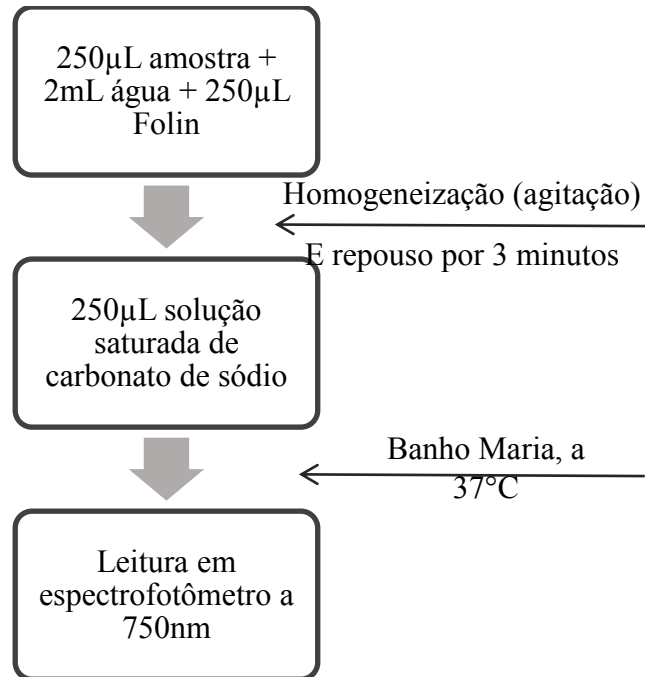 250µL amostra +
2mL água + 250µL
Folin
Homogeneização (agitação)
E repouso por 3 minutos
250µL solução
saturada de
carbonato de sódio
Banho Maria, a
37°C
Leitura em
espectrofotômetro a
750nm